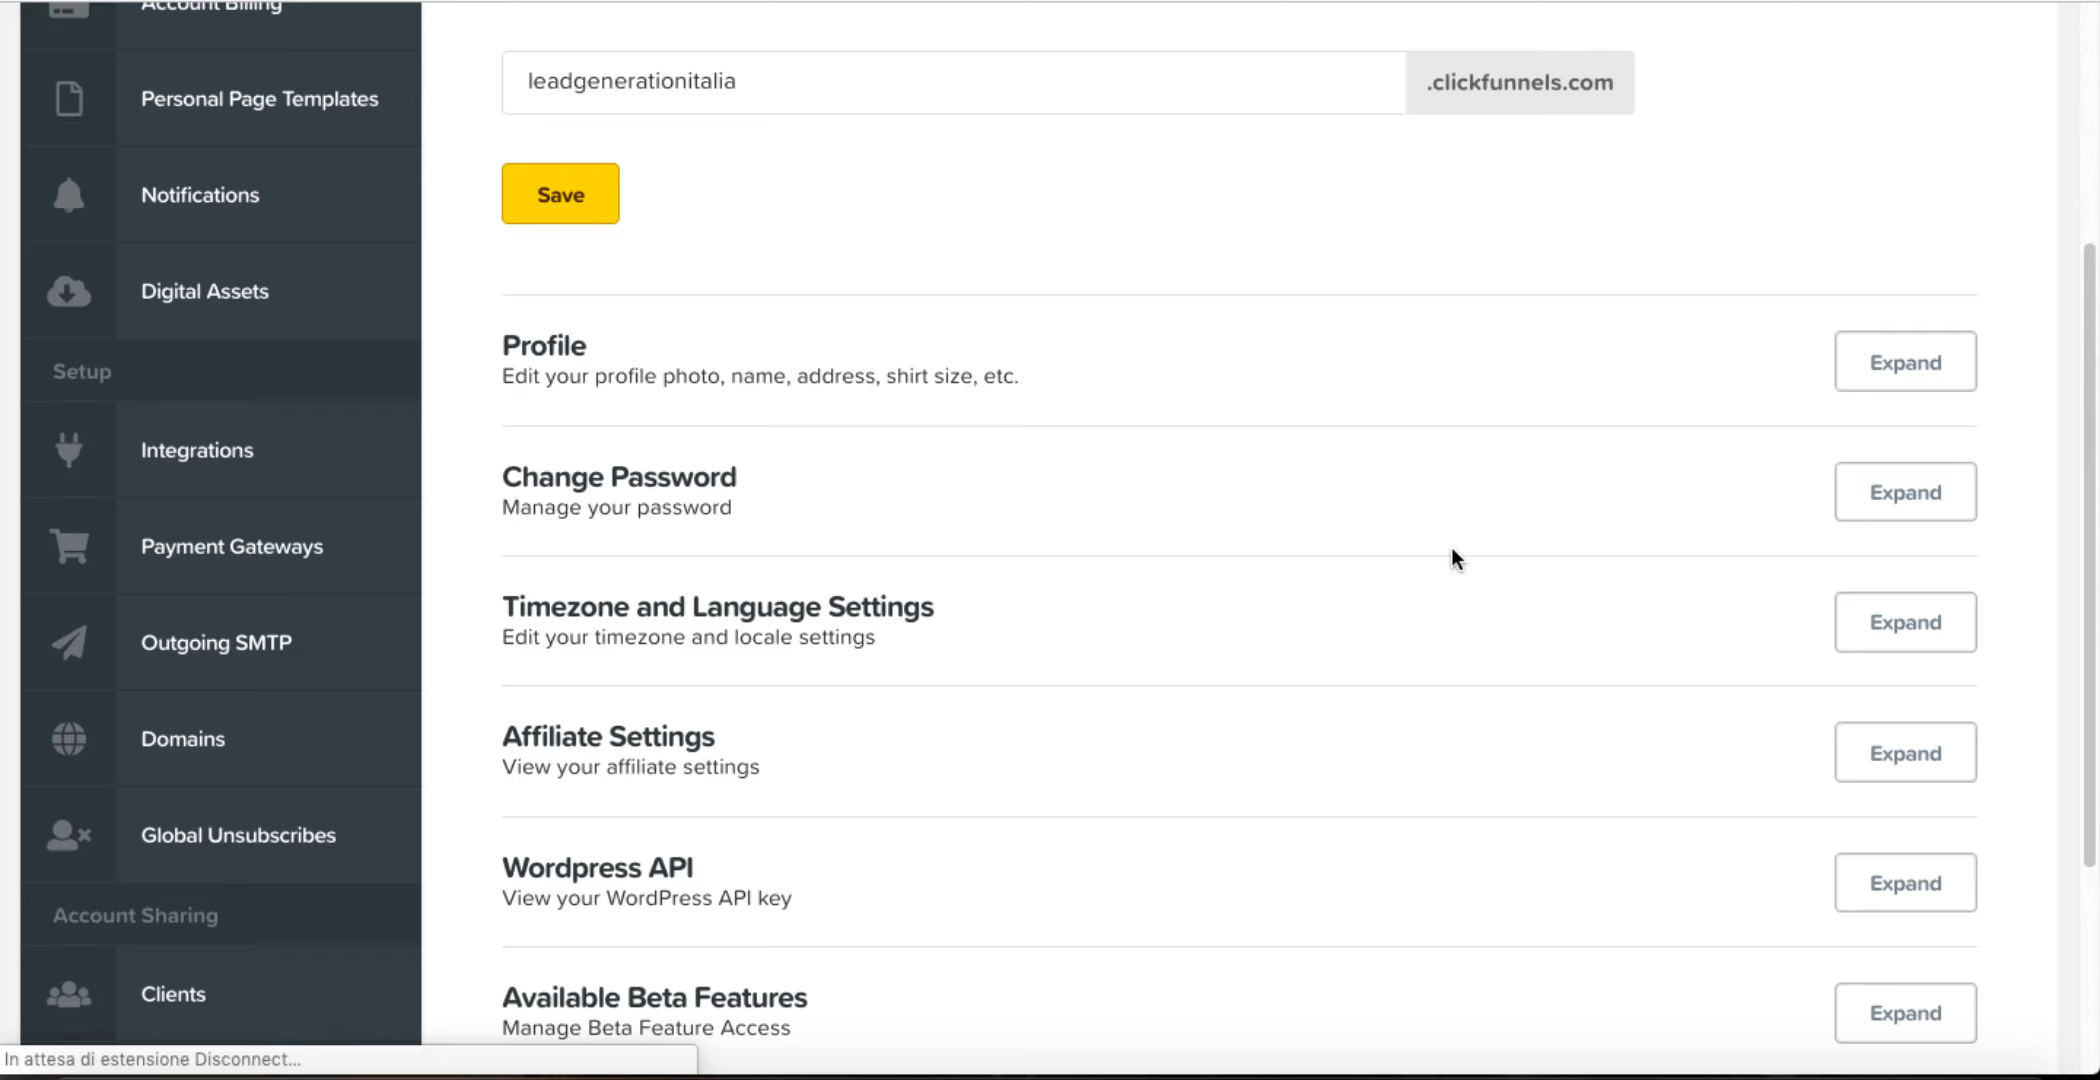 Account Billing
Personal Page Templates
Notifications
Digital Assets
Setup
Integrations
Payment Gateways
Outgoing SMTP
Domains
Global Unsubscribes
Account Sharing
Clients
leadgenerationitalia
.clickfunnels.com
Save
Profile
Edit your profile photo, name, address, shirt size, etc.
Expand
Change Password
Manage your password
Expand
Timezone and Language Settings
Edit your timezone and locale settings
Expand
Affiliate Settings
View your affiliate settings
Expand
Wordpress API
View your WordPress API key
Expand
Available Beta Features
Manage Beta Feature Access
Expand
In attesa di estensione Disconnect...